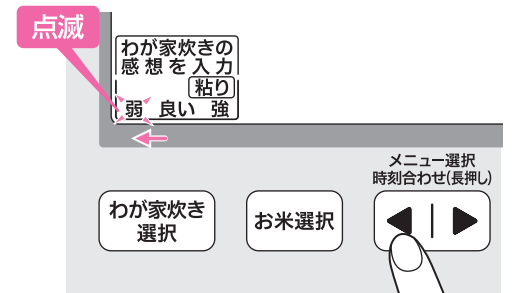 点滅
わが家炊きの
感想を入力
粘り
弱 良い 強
メニュー選択
時刻合わせ(長押し)
わが家炊き
選択
お米選択